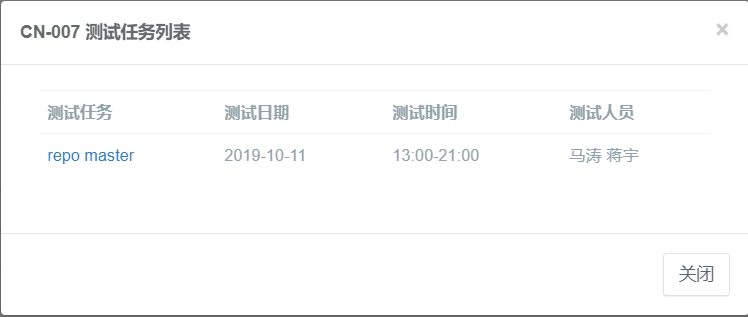 CN-007 测试任务列表 ×
测试任务 测试日期 测试时间 测试人员
repo master 2019-10-11 13:00-21:00 马涛 蒋宇
关闭